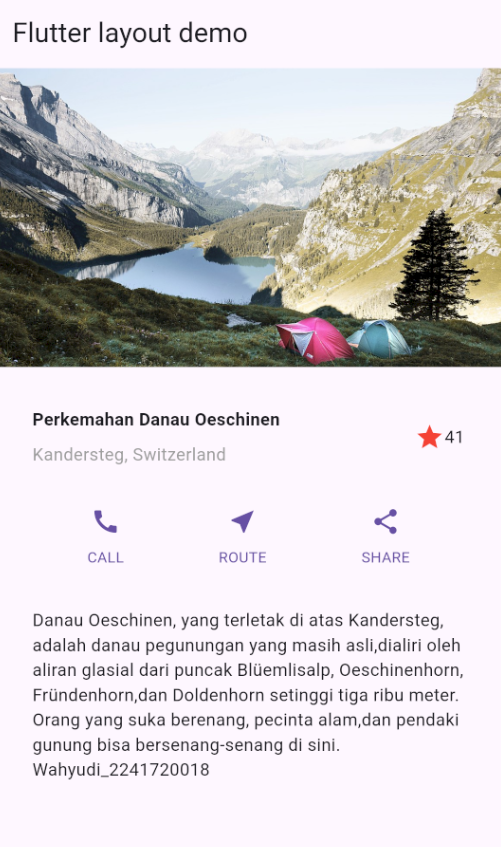 Flutter layout demo
Perkemahan Danau Oeschinen
Kandersteg, Switzerland
41
CALL
ROUTE
SHARE
Danau Oeschinen, yang terletak di atas Kandersteg,
adalah danau pegunungan yang masih asli,dialiri oleh
aliran glasial dari puncak Blüemlisalp, Oeschinenhorn,
Fründenhorn,dan Doldenhorn setinggi tiga ribu meter.
Orang yang suka berenang, pecinta alam,dan pendaki
gunung bisa bersenang-senang di sini.
Wahyudi_2241720018